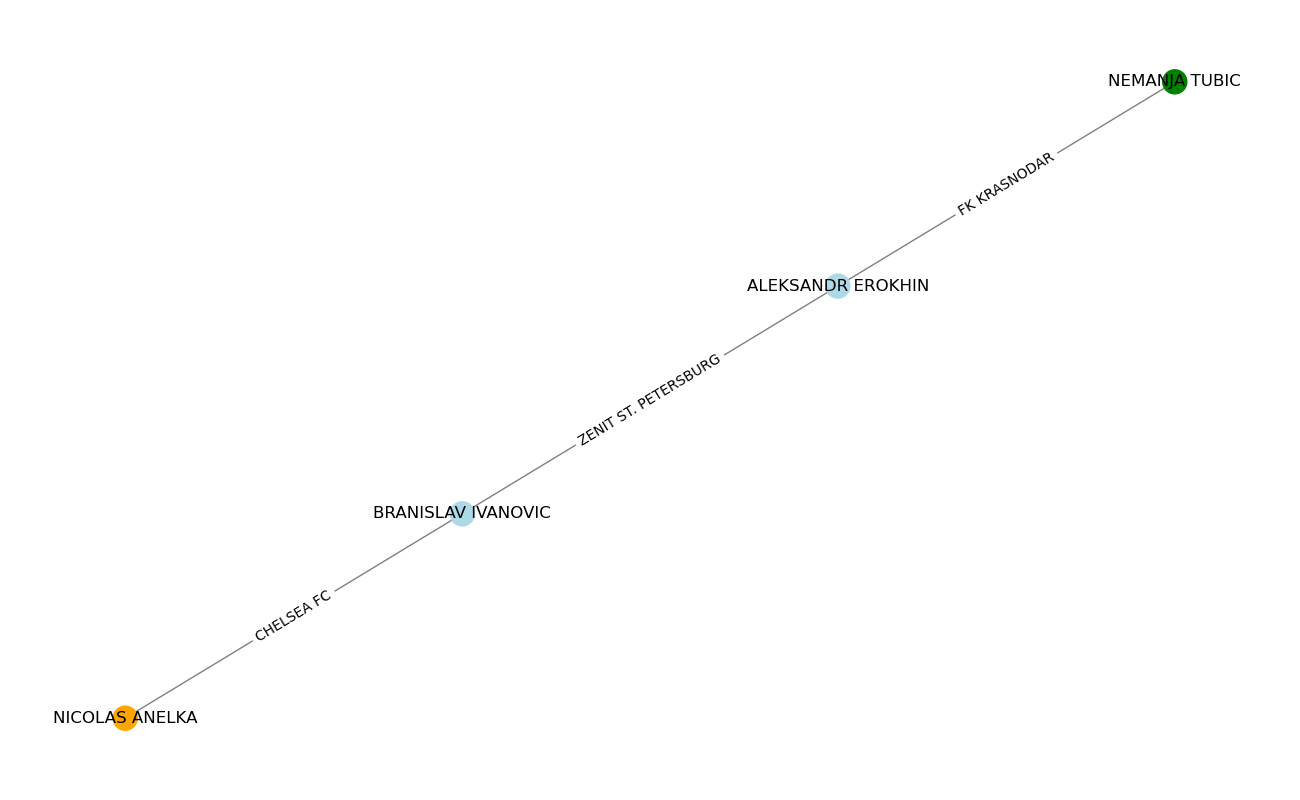 NEMANJA TUBIC
FK KRASNODAR
ALEKSANDR EROKHIN
ZENIT ST. PETERSBURG
BRANISLAV IVANOVIC
CHELSEA FC
NICOLAS ANELKA